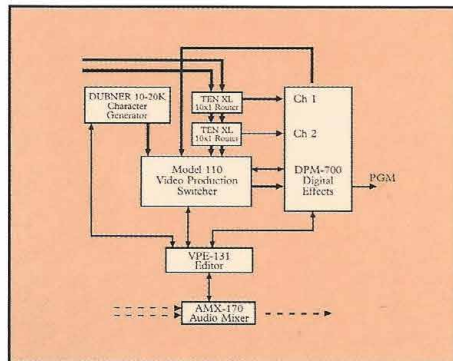 DUBNER 10-20K
Character
Generator
TEN XL
10x1 Router
TEN XL
10x1 Router
Ch 1
Ch 2
Model 110
Video Production
Switcher
DPM-700
Digital
Effects
PGM
VPE-131
Editor
AMX-170
Audio Mixer